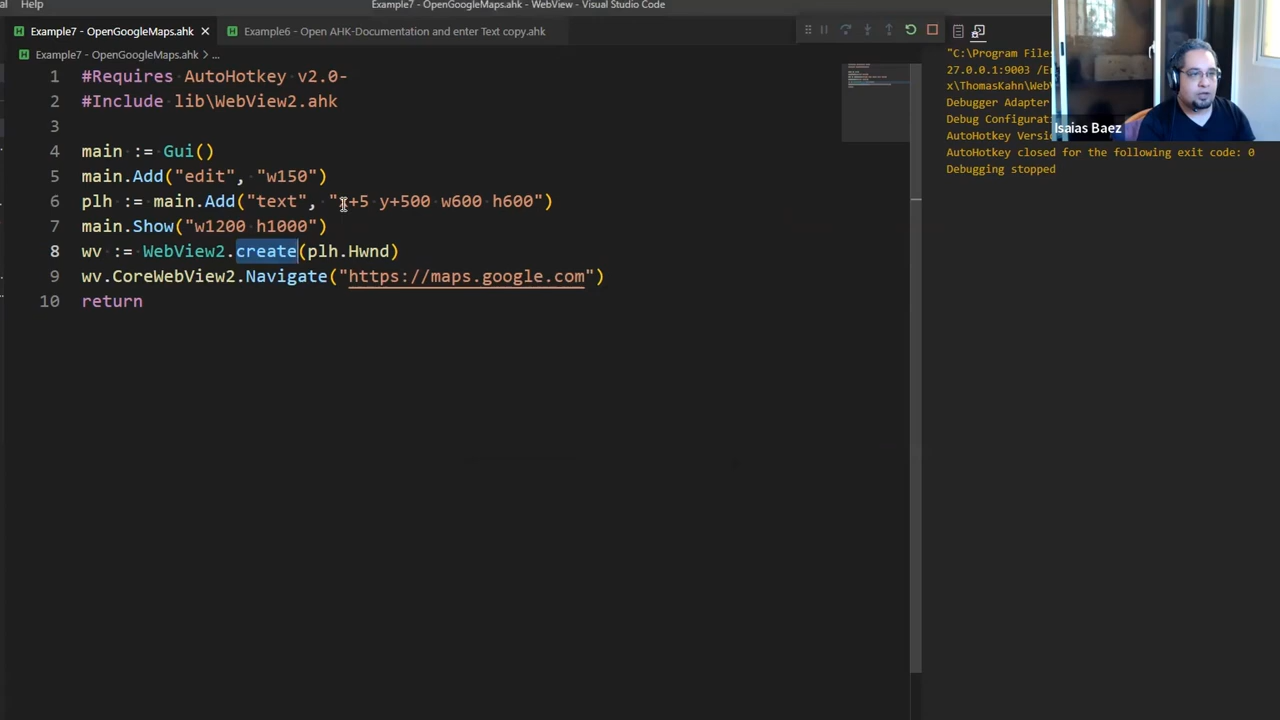 Help
Example7 - OpenGoogleMaps.ahk - WebView - Visual Studio Code
Example7 - OpenGoogleMaps.ahk
Example6 - Open AHK-Documentation and enter Text copy.ahk
Example7 - OpenGoogleMaps.ahk > ...
1 #Requires AutoHotkey v2.0-
2 #Include lib\WebView2.ahk
3
4 main := Gui()
5 main.Add("edit", "w150")
6 plh := main.Add("text", "x+5 y+500 w600 h600")
7 main.Show("w1200 h1000")
8 wv := WebView2.create(plh.Hwnd)
9 wv.CoreWebView2.Navigate("https://maps.google.com")
10 return
"C:\Program File
27.0.0.1:9003 /E
x\ThomasKahn\Web
Debugger Adapter
Debug Configurat
AutoHotkey Versi
AutoHotkey closed for the following exit code: 0
Debugging stopped
Isaias Baez